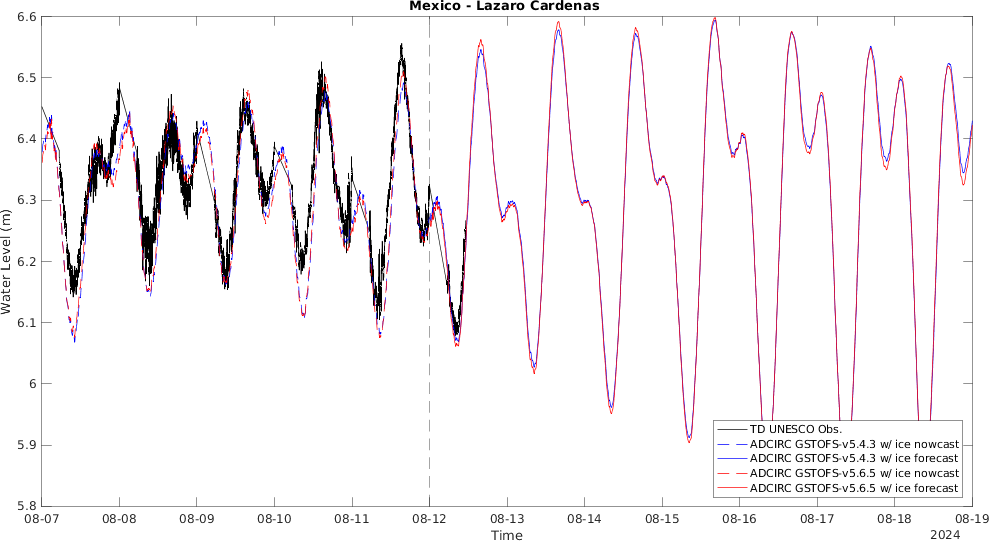 Mexico - Lazaro Cardenas
Water Level (m)
6.6
6.5
6.4
6.3
6.2
6.1
6
5.9
5.8
TD UNESCO Obs.
ADCIRC GSTOFS-v5.4.3 w/ ice nowcast
ADCIRC GSTOFS-v5.4.3 w/ ice forecast
ADCIRC GSTOFS-v5.6.5 w/ ice nowcast
ADCIRC GSTOFS-v5.6.5 w/ ice forecast
08-07 08-08 08-09 08-10 08-11 08-12 08-13 08-14 08-15 08-16 08-17 08-18 08-19
Time
2024